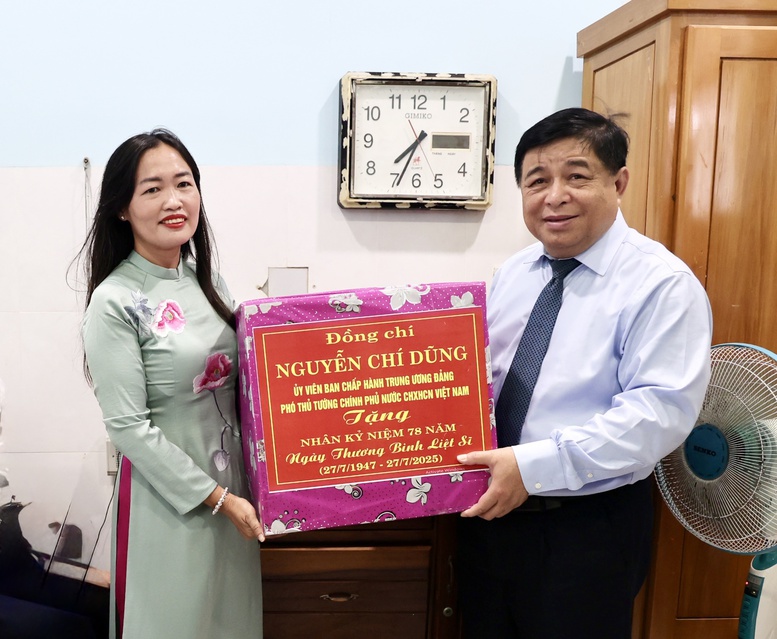 11 12 1
10 2
GIMIKO
9
8 4
7 6 5
Đồng chí
NGUYỄN CHÍ DŨNG
ỦY VIÊN BAN CHẤP HÀNH TRUNG ƯƠNG ĐẢNG
PHÓ THỦ TƯỚNG CHÍNH PHỦ NƯỚC CHXHCN VIỆT NAM
Tặng
NHÂN KỶ NIỆM 78 NĂM
Ngày Thương Binh Liệt Sĩ
(27/7/1947 - 27/7/2025)
GIMIKO